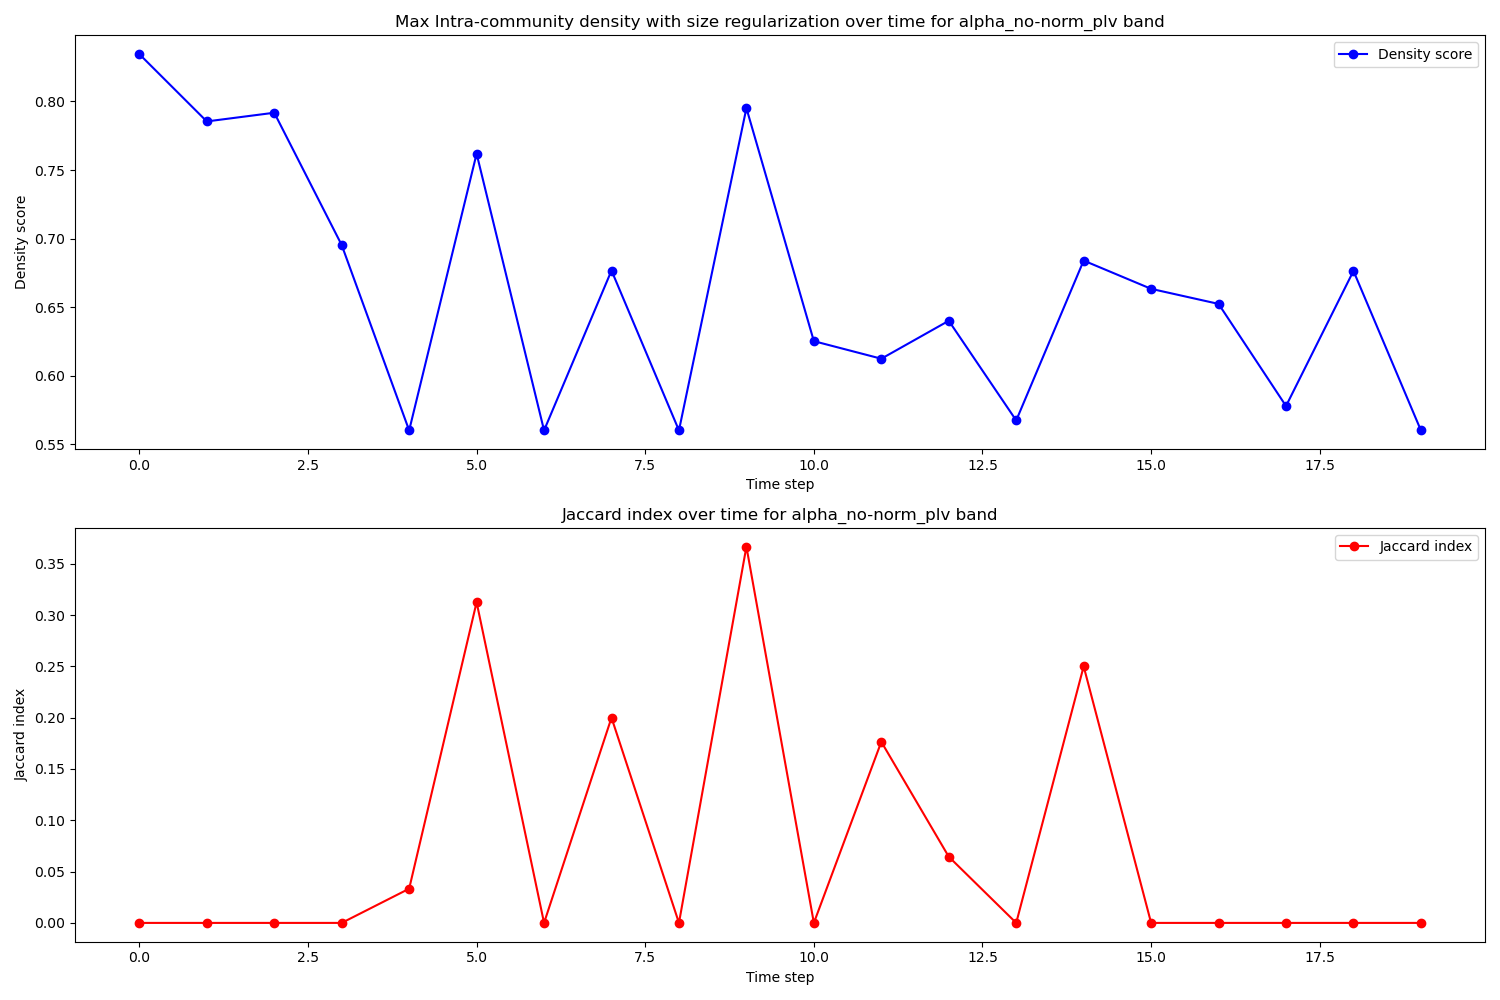 Max Intra-community density with size regularization over time for alpha_no-norm_plv band
Density score
0.80
0.75
0.70
0.65
0.60
0.55
Density score
0.0 2.5 5.0 7.5 10.0 12.5 15.0 17.5
Time step
Jaccard index over time for alpha_no-norm_plv band
Jaccard index
0.35
0.30
0.25
0.20
0.15
0.10
0.05
0.00
Jaccard index
0.0 2.5 5.0 7.5 10.0 12.5 15.0 17.5
Time step